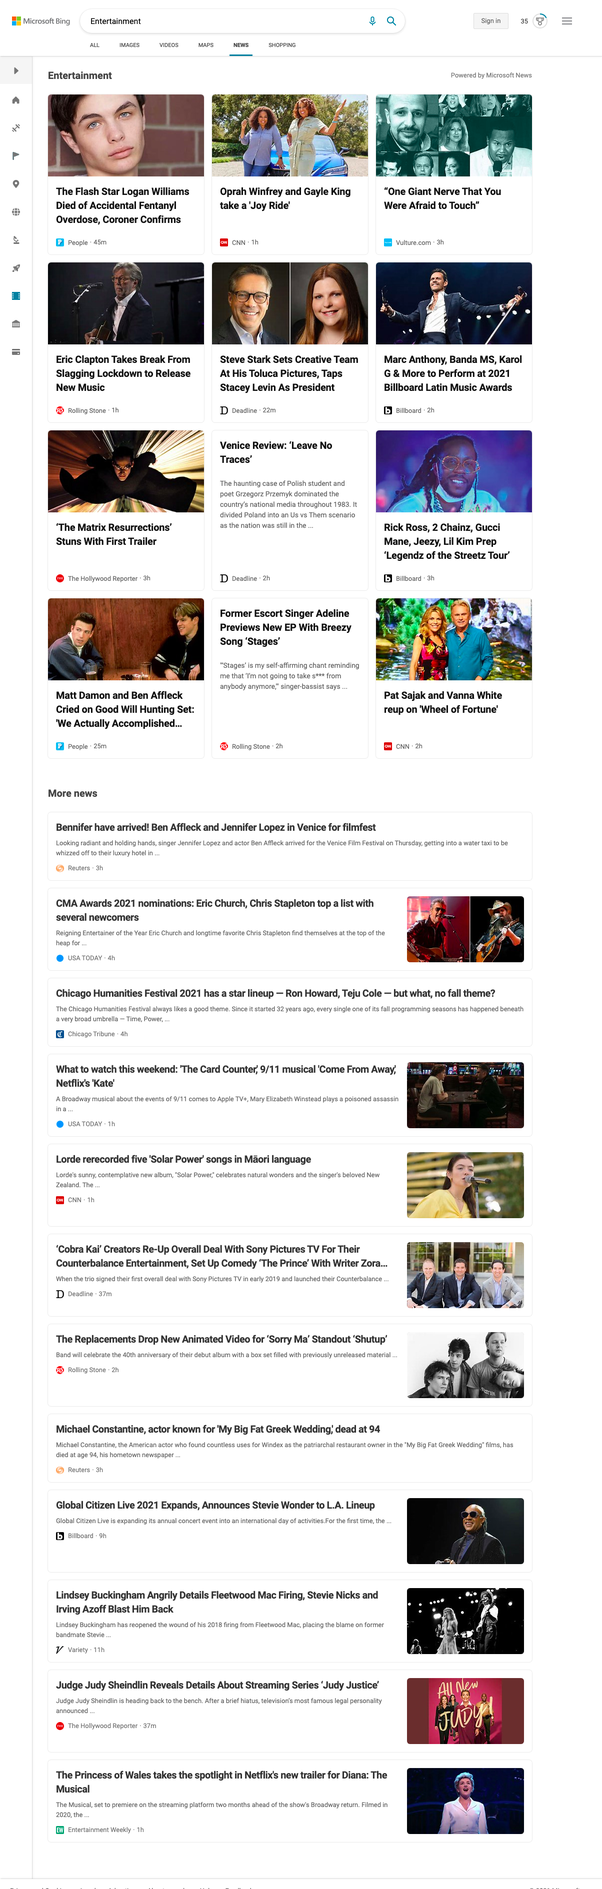 Microsoft Bing
Entertainment
Sign in
35
ALL IMAGES VIDEOS MAPS NEWS SHOPPING
Entertainment
Powered by Microsoft News
The Flash Star Logan Williams
Died of Accidental Fentanyl
Overdose, Coroner Confirms
People · 45m
Oprah Winfrey and Gayle King
take a 'Joy Ride'
CNN · 1h
“One Giant Nerve That You
Were Afraid to Touch”
Vulture.com · 3h
Eric Clapton Takes Break From
Slagging Lockdown to Release
New Music
Rolling Stone · 1h
Steve Stark Sets Creative Team
At His Toluca Pictures, Taps
Stacey Levin As President
Deadline · 22m
Marc Anthony, Banda MS, Karol
G & More to Perform at 2021
Billboard Latin Music Awards
Billboard · 2h
‘The Matrix Resurrections’
Stuns With First Trailer
The Hollywood Reporter · 3h
Venice Review: ‘Leave No
Traces’
The haunting case of Polish student and
poet Grzegorz Przemyk dominated the
country’s national media throughout 1983. It
divided Poland into an Us vs Them scenario
as the nation was still in the ...
Deadline · 2h
Rick Ross, 2 Chainz, Gucci
Mane, Jeezy, Lil Kim Prep
‘Legendz of the Streetz Tour’
Billboard · 3h
Matt Damon and Ben Affleck
Cried on Good Will Hunting Set:
'We Actually Accomplished...
People · 25m
Former Escort Singer Adeline
Previews New EP With Breezy
Song ‘Stages’
“‘Stages’ is my self-affirming chant reminding
me that ‘I’m not going to take s*** from
anybody anymore,'” singer-bassist says ...
Rolling Stone · 2h
Pat Sajak and Vanna White
reup on 'Wheel of Fortune'
CNN · 2h
More news
Bennifer have arrived! Ben Affleck and Jennifer Lopez in Venice for filmfest
Looking radiant and holding hands, singer Jennifer Lopez and actor Ben Affleck arrived for the Venice Film Festival on Thursday, getting into a water taxi to be
whizzed off to their luxury hotel in ...
Reuters · 3h
CMA Awards 2021 nominations: Eric Church, Chris Stapleton top a list with
several newcomers
Reigning Entertainer of the Year Eric Church and longtime favorite Chris Stapleton find themselves at the top of the
heap for ...
USA TODAY · 4h
Chicago Humanities Festival 2021 has a star lineup — Ron Howard, Teju Cole — but what, no fall theme?
The Chicago Humanities Festival always likes a good theme. Since it started 32 years ago, every single one of its fall programming seasons has happened beneath
a very broad umbrella — Time, Power, ...
Chicago Tribune · 4h
What to watch this weekend: 'The Card Counter,' 9/11 musical 'Come From Away,'
Netflix's 'Kate'
A Broadway musical about the events of 9/11 comes to Apple TV+, Mary Elizabeth Winstead plays a poisoned assassin
in a ...
USA TODAY · 1h
Lorde rerecorded five 'Solar Power' songs in Māori language
Lorde's sunny, contemplative new album, "Solar Power," celebrates natural wonders and the singer's beloved New
Zealand. The ...
CNN · 1h
‘Cobra Kai’ Creators Re-Up Overall Deal With Sony Pictures TV For Their
Counterbalance Entertainment, Set Up Comedy ‘The Prince’ With Writer Zora...
When the trio signed their first overall deal with Sony Pictures TV in early 2019 and launched their Counterbalance ...
Deadline · 37m
The Replacements Drop New Animated Video for ‘Sorry Ma’ Standout ‘Shutup’
Band will celebrate the 40th anniversary of their debut album with a box set filled with previously unreleased material ...
Rolling Stone · 2h
Michael Constantine, actor known for 'My Big Fat Greek Wedding,' dead at 94
Michael Constantine, the American actor who found countless uses for Windex as the patriarchal restaurant owner in the "My Big Fat Greek Wedding" films, has
died at age 94, his hometown newspaper ...
Reuters · 3h
Global Citizen Live 2021 Expands, Announces Stevie Wonder to L.A. Lineup
Global Citizen Live is expanding its annual concert event into an international day of activities.For the first time, the ...
Billboard · 9h
Lindsey Buckingham Angrily Details Fleetwood Mac Firing, Stevie Nicks and
Irving Azoff Blast Him Back
Lindsey Buckingham has reopened the wound of his 2018 firing from Fleetwood Mac, placing the blame on former
bandmate Stevie ...
Variety · 11h
Judge Judy Sheindlin Reveals Details About Streaming Series ‘Judy Justice’
Judge Judy Sheindlin is heading back to the bench. After a brief hiatus, television’s most famous legal personality
announced ...
The Hollywood Reporter · 37m
All New
JUDY!
The Princess of Wales takes the spotlight in Netflix's new trailer for Diana: The
Musical
The Musical, set to premiere on the streaming platform two months ahead of the show's Broadway return. Filmed in
2020, the ...
Entertainment Weekly · 1h